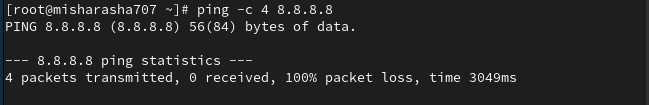 [root@misharasha707 ~]# ping -c 4 8.8.8.8
PING 8.8.8.8 (8.8.8.8) 56(84) bytes of data.
--- 8.8.8.8 ping statistics ---
4 packets transmitted, 0 received, 100% packet loss, time 3049ms